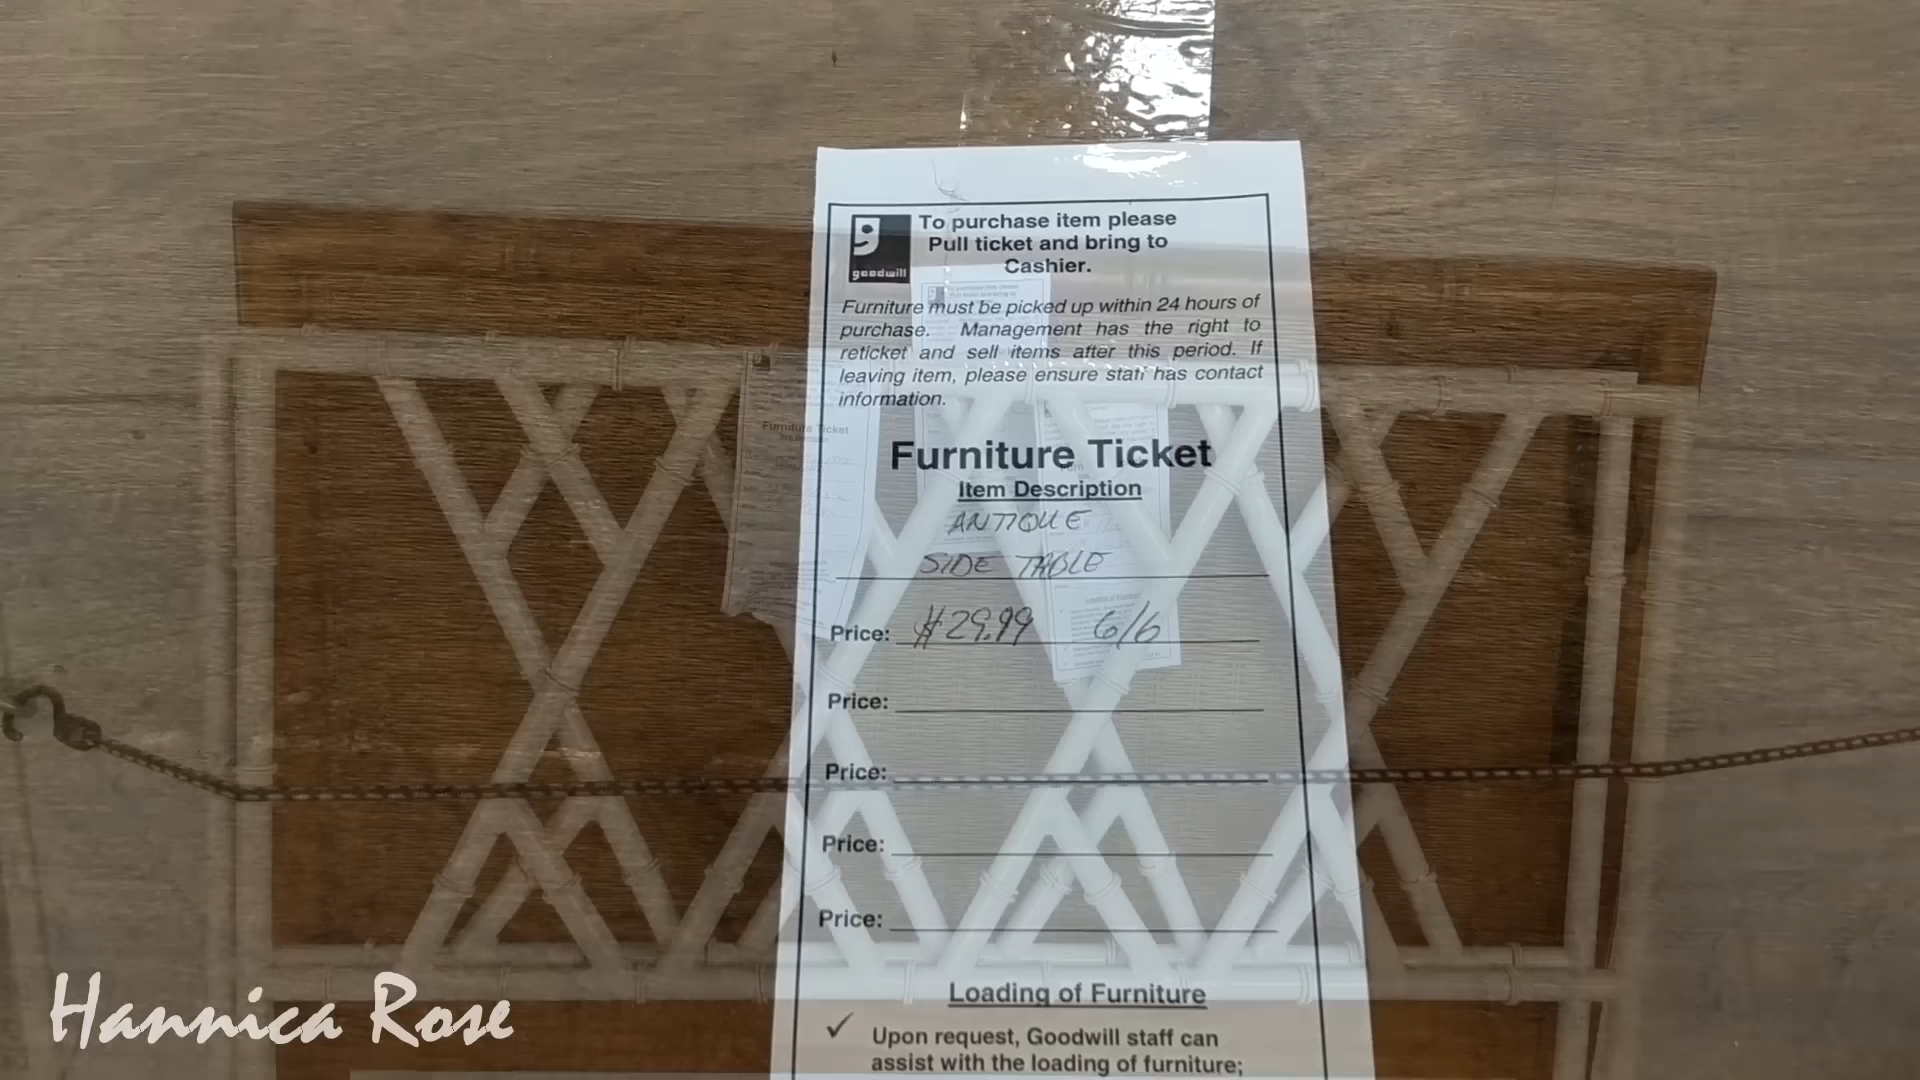 goodwill
To purchase item please
Pull ticket and bring to
Cashier.
Furniture must be picked up within 24 hours of
purchase. Management has the right to
reticket and sell items after this period. If
leaving item, please ensure staff has contact
information.
Furniture Ticket
Item Description
ANTIQUE
SIDE TABLE
Price: $29.99 6/6
Price:
Price:
Price:
Price:
Loading of Furniture
✓ Upon request, Goodwill staff can
assist with the loading of furniture;
Furniture Ticket
Hannica Rose